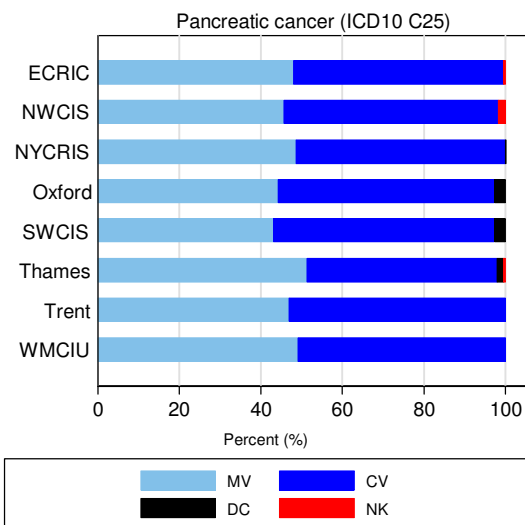 Pancreatic cancer (ICD10 C25)
ECRIC
NWCIS
NYCRIS
Oxford
SWCIS
Thames
Trent
WMCIU
0 20 40 60 80 100
Percent (%)
MV CV
DC NK